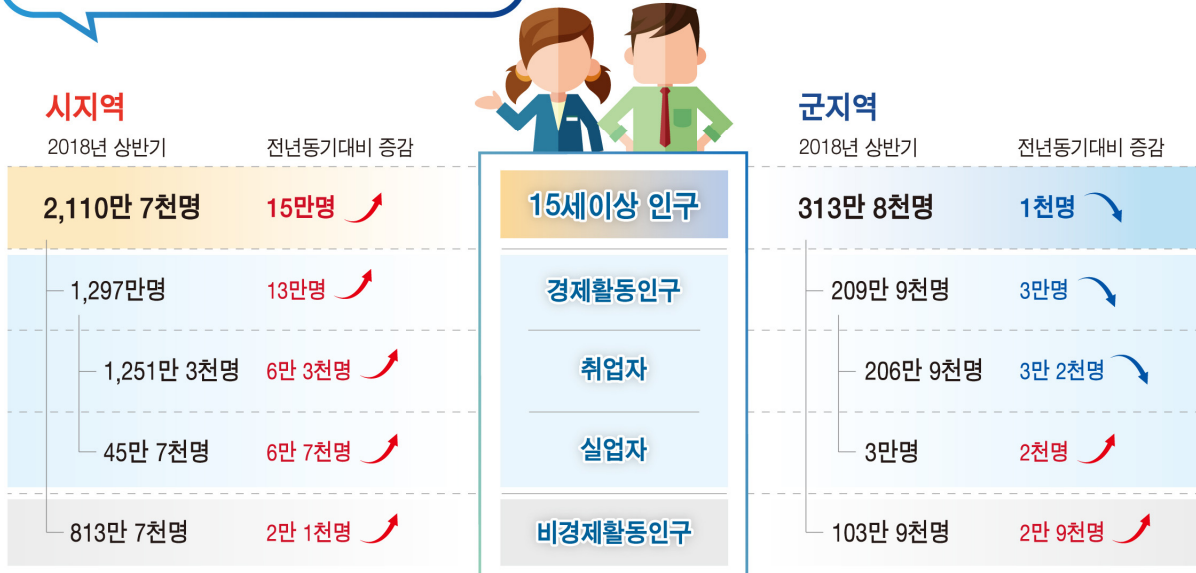 시지역
군지역
2018년 상반기 전년동기대비 증감
2018년 상반기 전년동기대비 증감
2,110만 7천명 15만명 15세이상 인구 313만 8천명 1천명
1,297만명 13만명 경제활동인구 209만 9천명 3만명
1,251만 3천명 6만 3천명 취업자 206만 9천명 3만 2천명
45만 7천명 6만 7천명 실업자 3만명 2천명
813만 7천명 2만 1천명 비경제활동인구 103만 9천명 2만 9천명